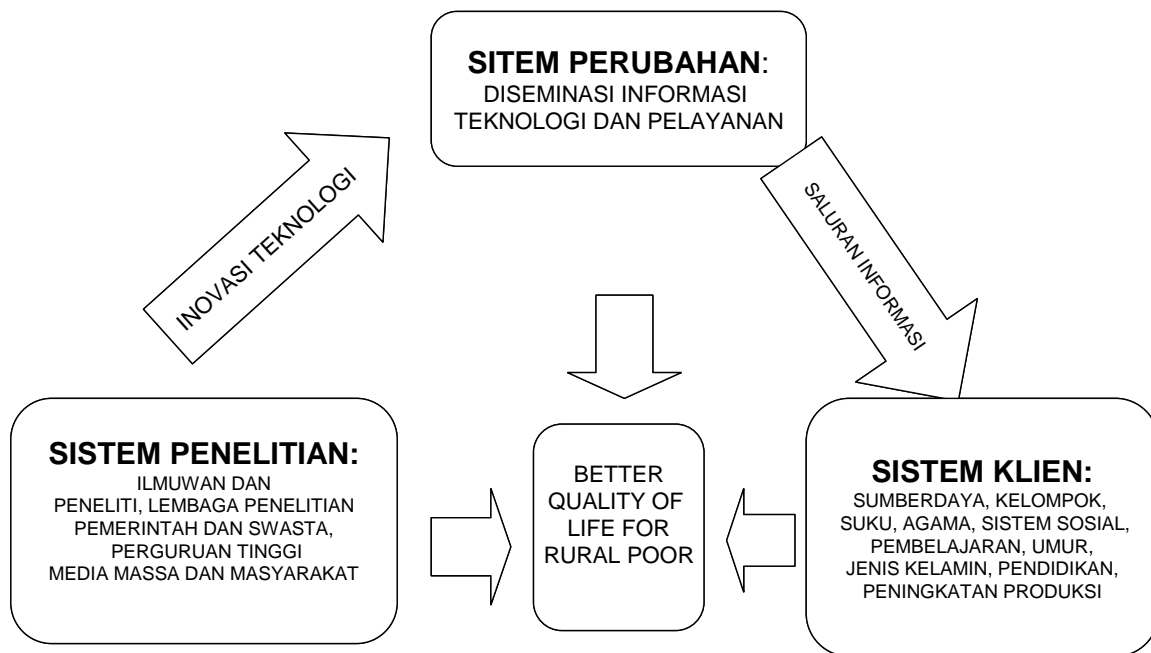 SITEM PERUBAHAN:
DISEMINASI INFORMASI
TEKNOLOGI DAN PELAYANAN
INOVASI TEKNOLOGI
SALURAN INFORMASI
SISTEM PENELITIAN:
ILMUWAN DAN
PENELITI, LEMBAGA PENELITIAN
PEMERINTAH DAN SWASTA,
PERGURUAN TINGGI
MEDIA MASSA DAN MASYARAKAT
BETTER
QUALITY OF
LIFE FOR
RURAL POOR
SISTEM KLIEN:
SUMBERDAYA, KELOMPOK,
SUKU, AGAMA, SISTEM SOSIAL,
PEMBELAJARAN, UMUR,
JENIS KELAMIN, PENDIDIKAN,
PENINGKATAN PRODUKSI